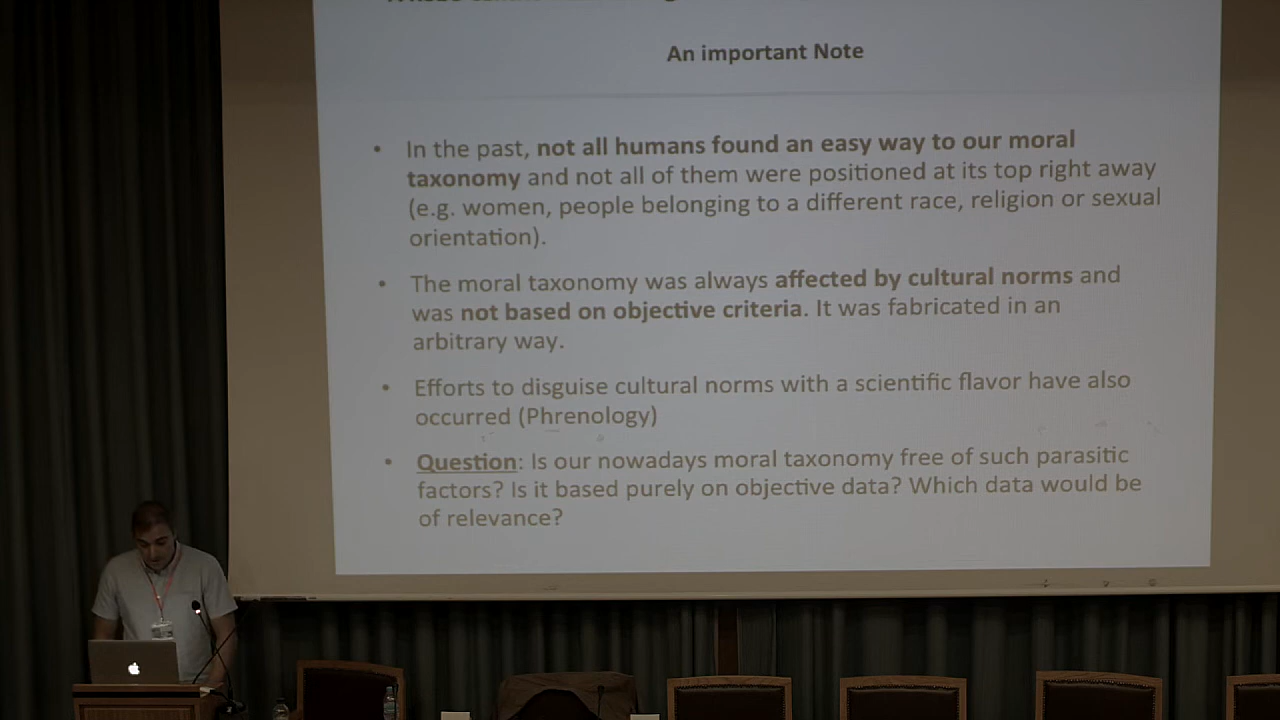 An important Note
• In the past, not all humans found an easy way to our moral
taxonomy and not all of them were positioned at its top right away
(e.g. women, people belonging to a different race, religion or sexual
orientation).
• The moral taxonomy was always affected by cultural norms and
was not based on objective criteria. It was fabricated in an
arbitrary way.
• Efforts to disguise cultural norms with a scientific flavor have also
occurred (Phrenology)
• Question: Is our nowadays moral taxonomy free of such parasitic
factors? Is it based purely on objective data? Which data would be
of relevance?